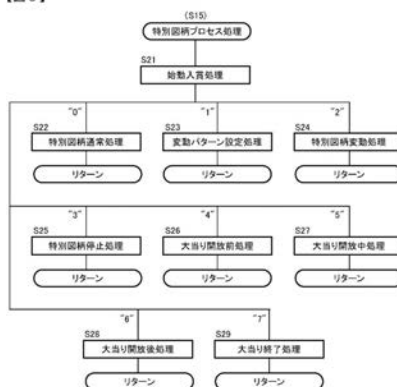 (S15)
特別図柄プロセス処理
S21
始動入賞処理
"0"
"1"
"2"
S22
S23
S24
特別図柄通常処理
変動パターン設定処理
特別図柄変動処理
リターン
リターン
リターン
"3"
"4"
"5"
S25
S26
S27
特別図柄停止処理
大当り開放前処理
大当り開放中処理
リターン
リターン
リターン
"6"
"7"
S28
S29
大当り開放後処理
大当り終了処理
リターン
リターン